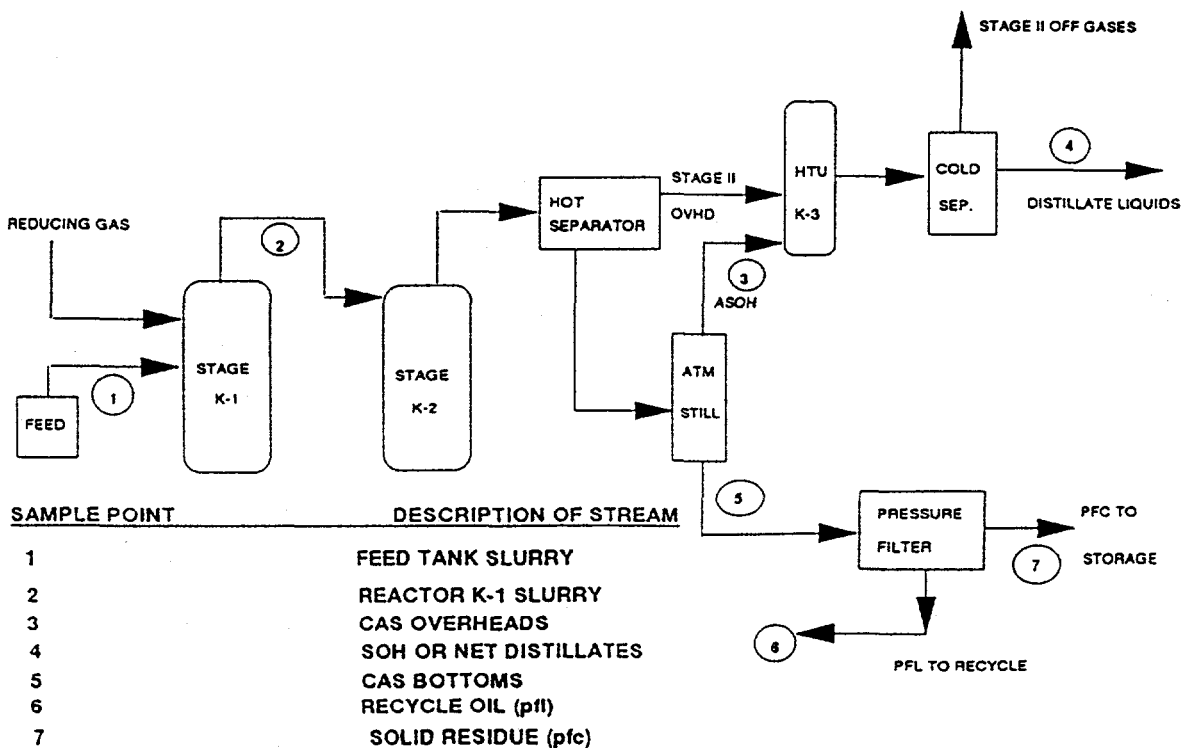 STAGE II OFF GASES
4
COLD
SEP.
DISTILLATE LIQUIDS
HTU
K-3
STAGE II
OVHD
HOT
SEPARATOR
REDUCING GAS
2
3
ASOH
STAGE
K-1
STAGE
K-2
ATM
STILL
1
FEED
5
PRESSURE
FILTER
PFC TO
STORAGE
7
6
PFL TO RECYCLE
SAMPLE POINT DESCRIPTION OF STREAM
1 FEED TANK SLURRY
2 REACTOR K-1 SLURRY
3 CAS OVERHEADS
4 SOH OR NET DISTILLATES
5 CAS BOTTOMS
6 RECYCLE OIL (pfl)
7 SOLID RESIDUE (pfc)